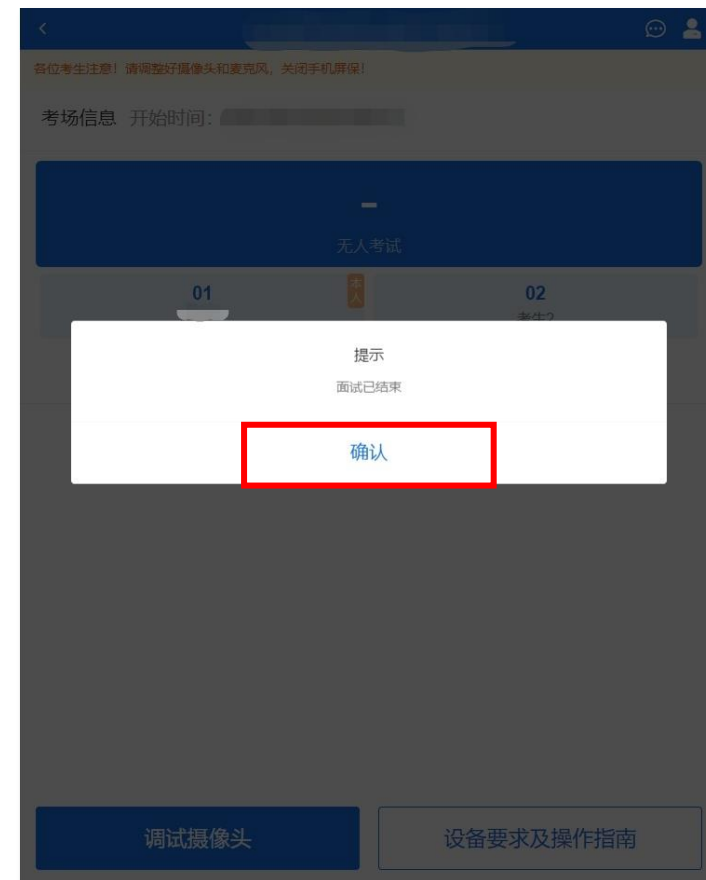 各位考生注意！请调整好摄像头和麦克风，关闭手机屏保！
考场信息 开始时间：
-
无人考试
01
本人
02
考生2
提示
面试已结束
确认
调试摄像头
设备要求及操作指南